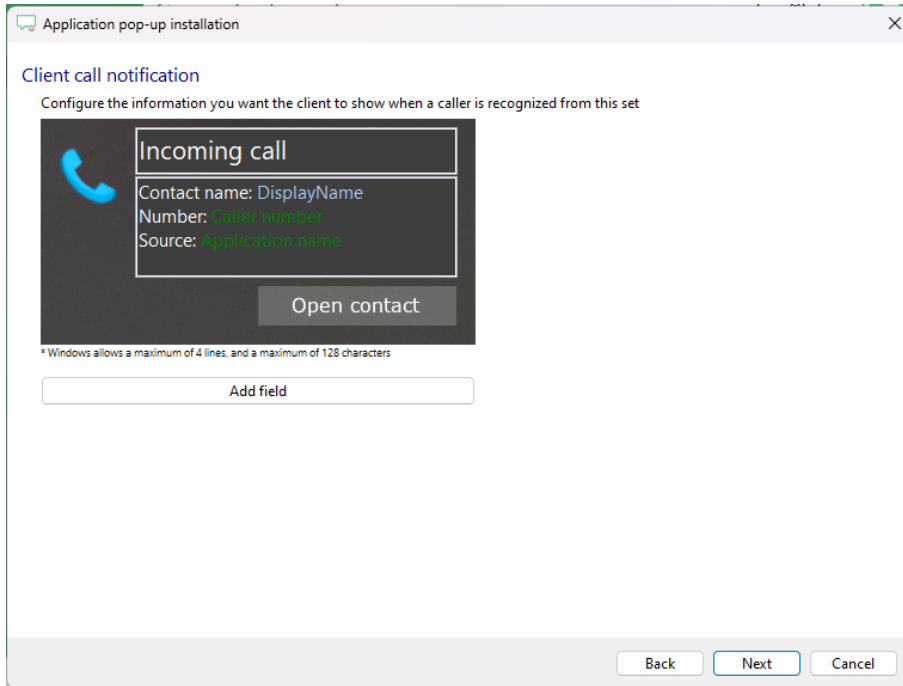 Application pop-up installation
Client call notification
Configure the information you want the client to show when a caller is recognized from this set
Incoming call
Contact name: DisplayName
Number: Caller number
Source: Application name
Open contact
* Windows allows a maximum of 4 lines, and a maximum of 128 characters
Add field
Back Next Cancel